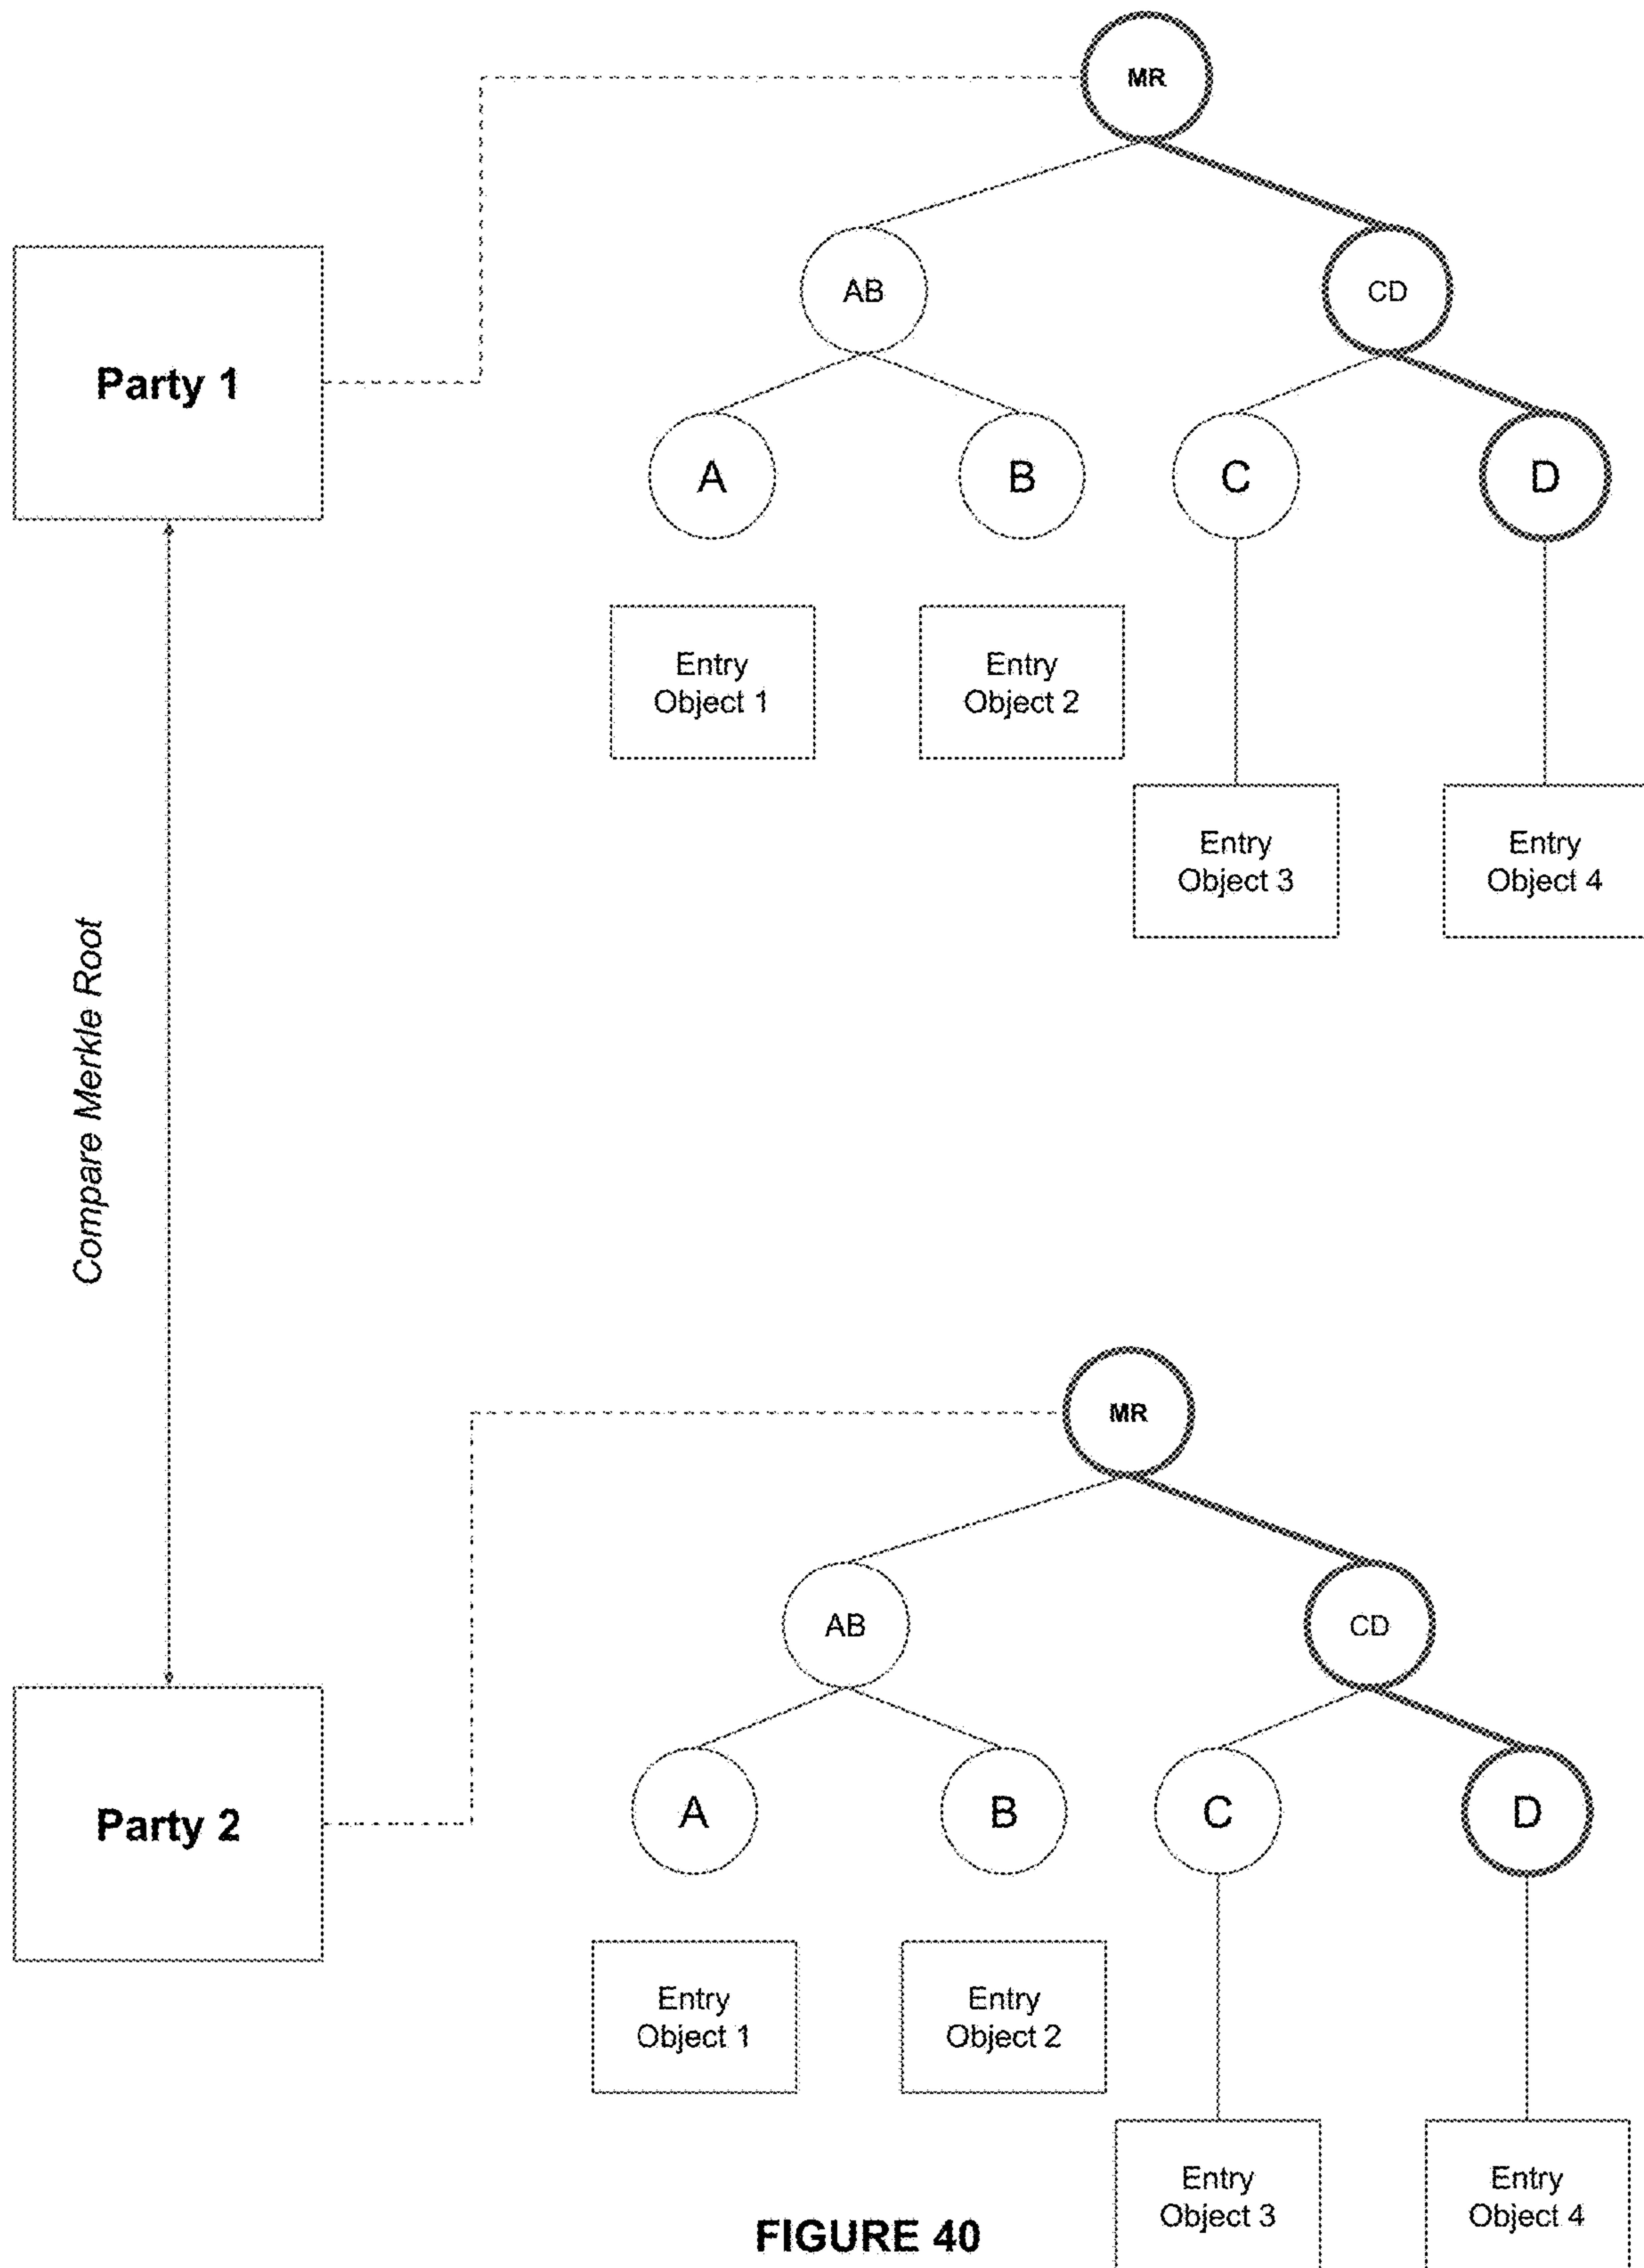 MR
AB
CD
Party 1
A
B
C
D
Entry
Object 1
Entry
Object 2
Entry
Object 3
Entry
Object 4
Compare Merkle Root
MR
AB
CD
Party 2
A
B
C
D
Entry
Object 1
Entry
Object 2
Entry
Object 3
Entry
Object 4
FIGURE 40